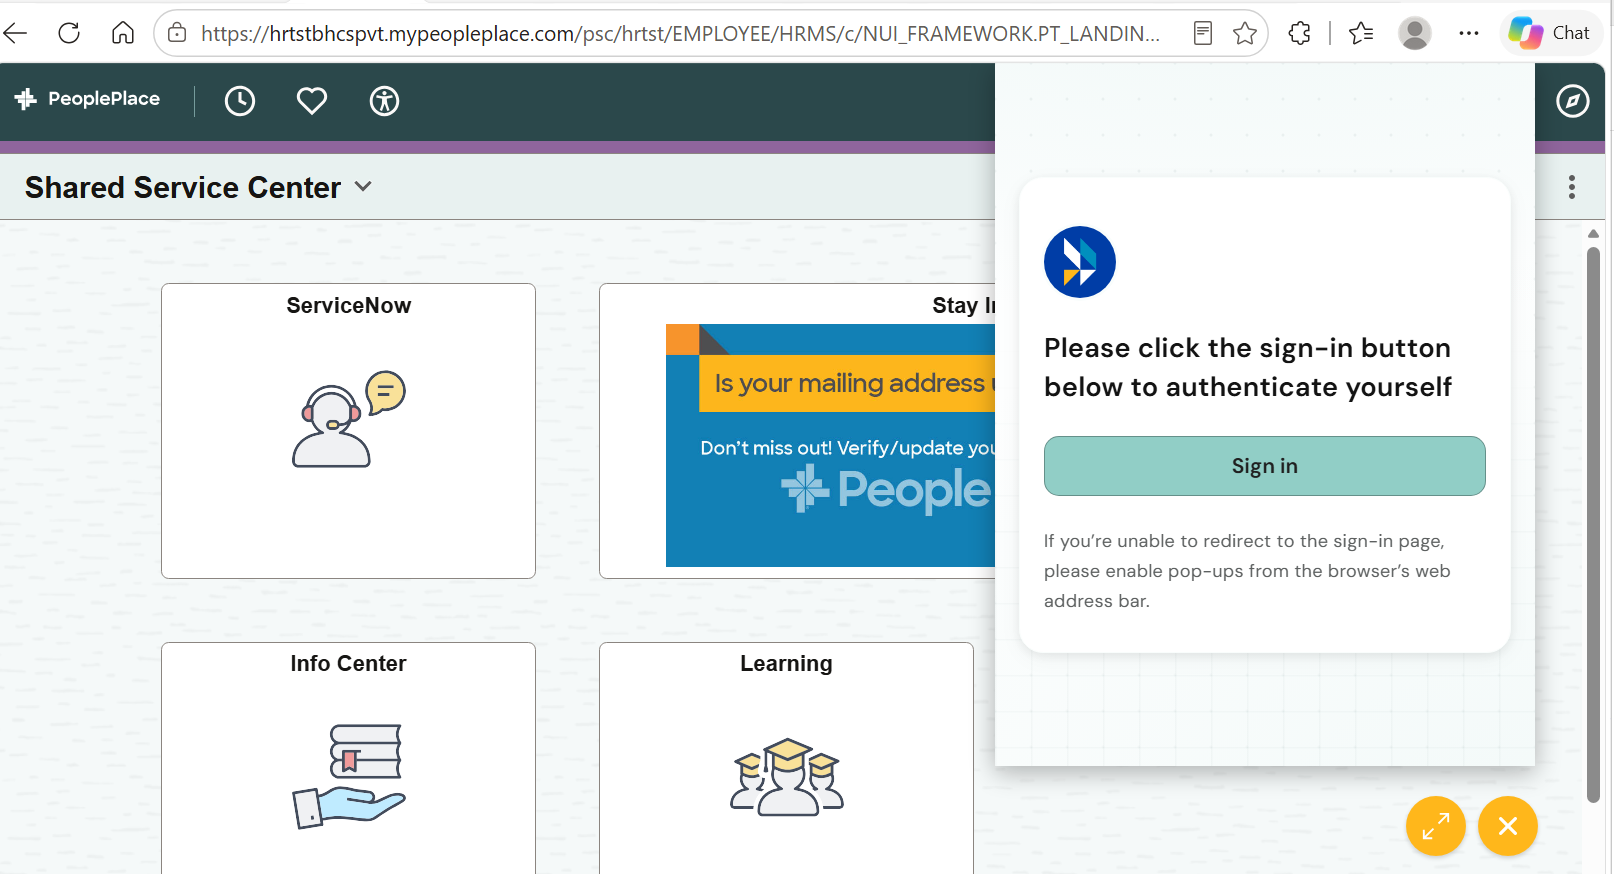 https://hrtstbhcspvt.mypeopleplace.com/psc/hrtst/EMPLOYEE/HRMS/c/NUI_FRAMEWORK.PT_LANDIN...
Chat
PeoplePlace
Shared Service Center
ServiceNow
Stay
Is your mailing address
Don't miss out! Verify/update you
People
Info Center
Learning
Please click the sign-in button
below to authenticate yourself
Sign in
If you're unable to redirect to the sign-in page,
please enable pop-ups from the browser's web
address bar.